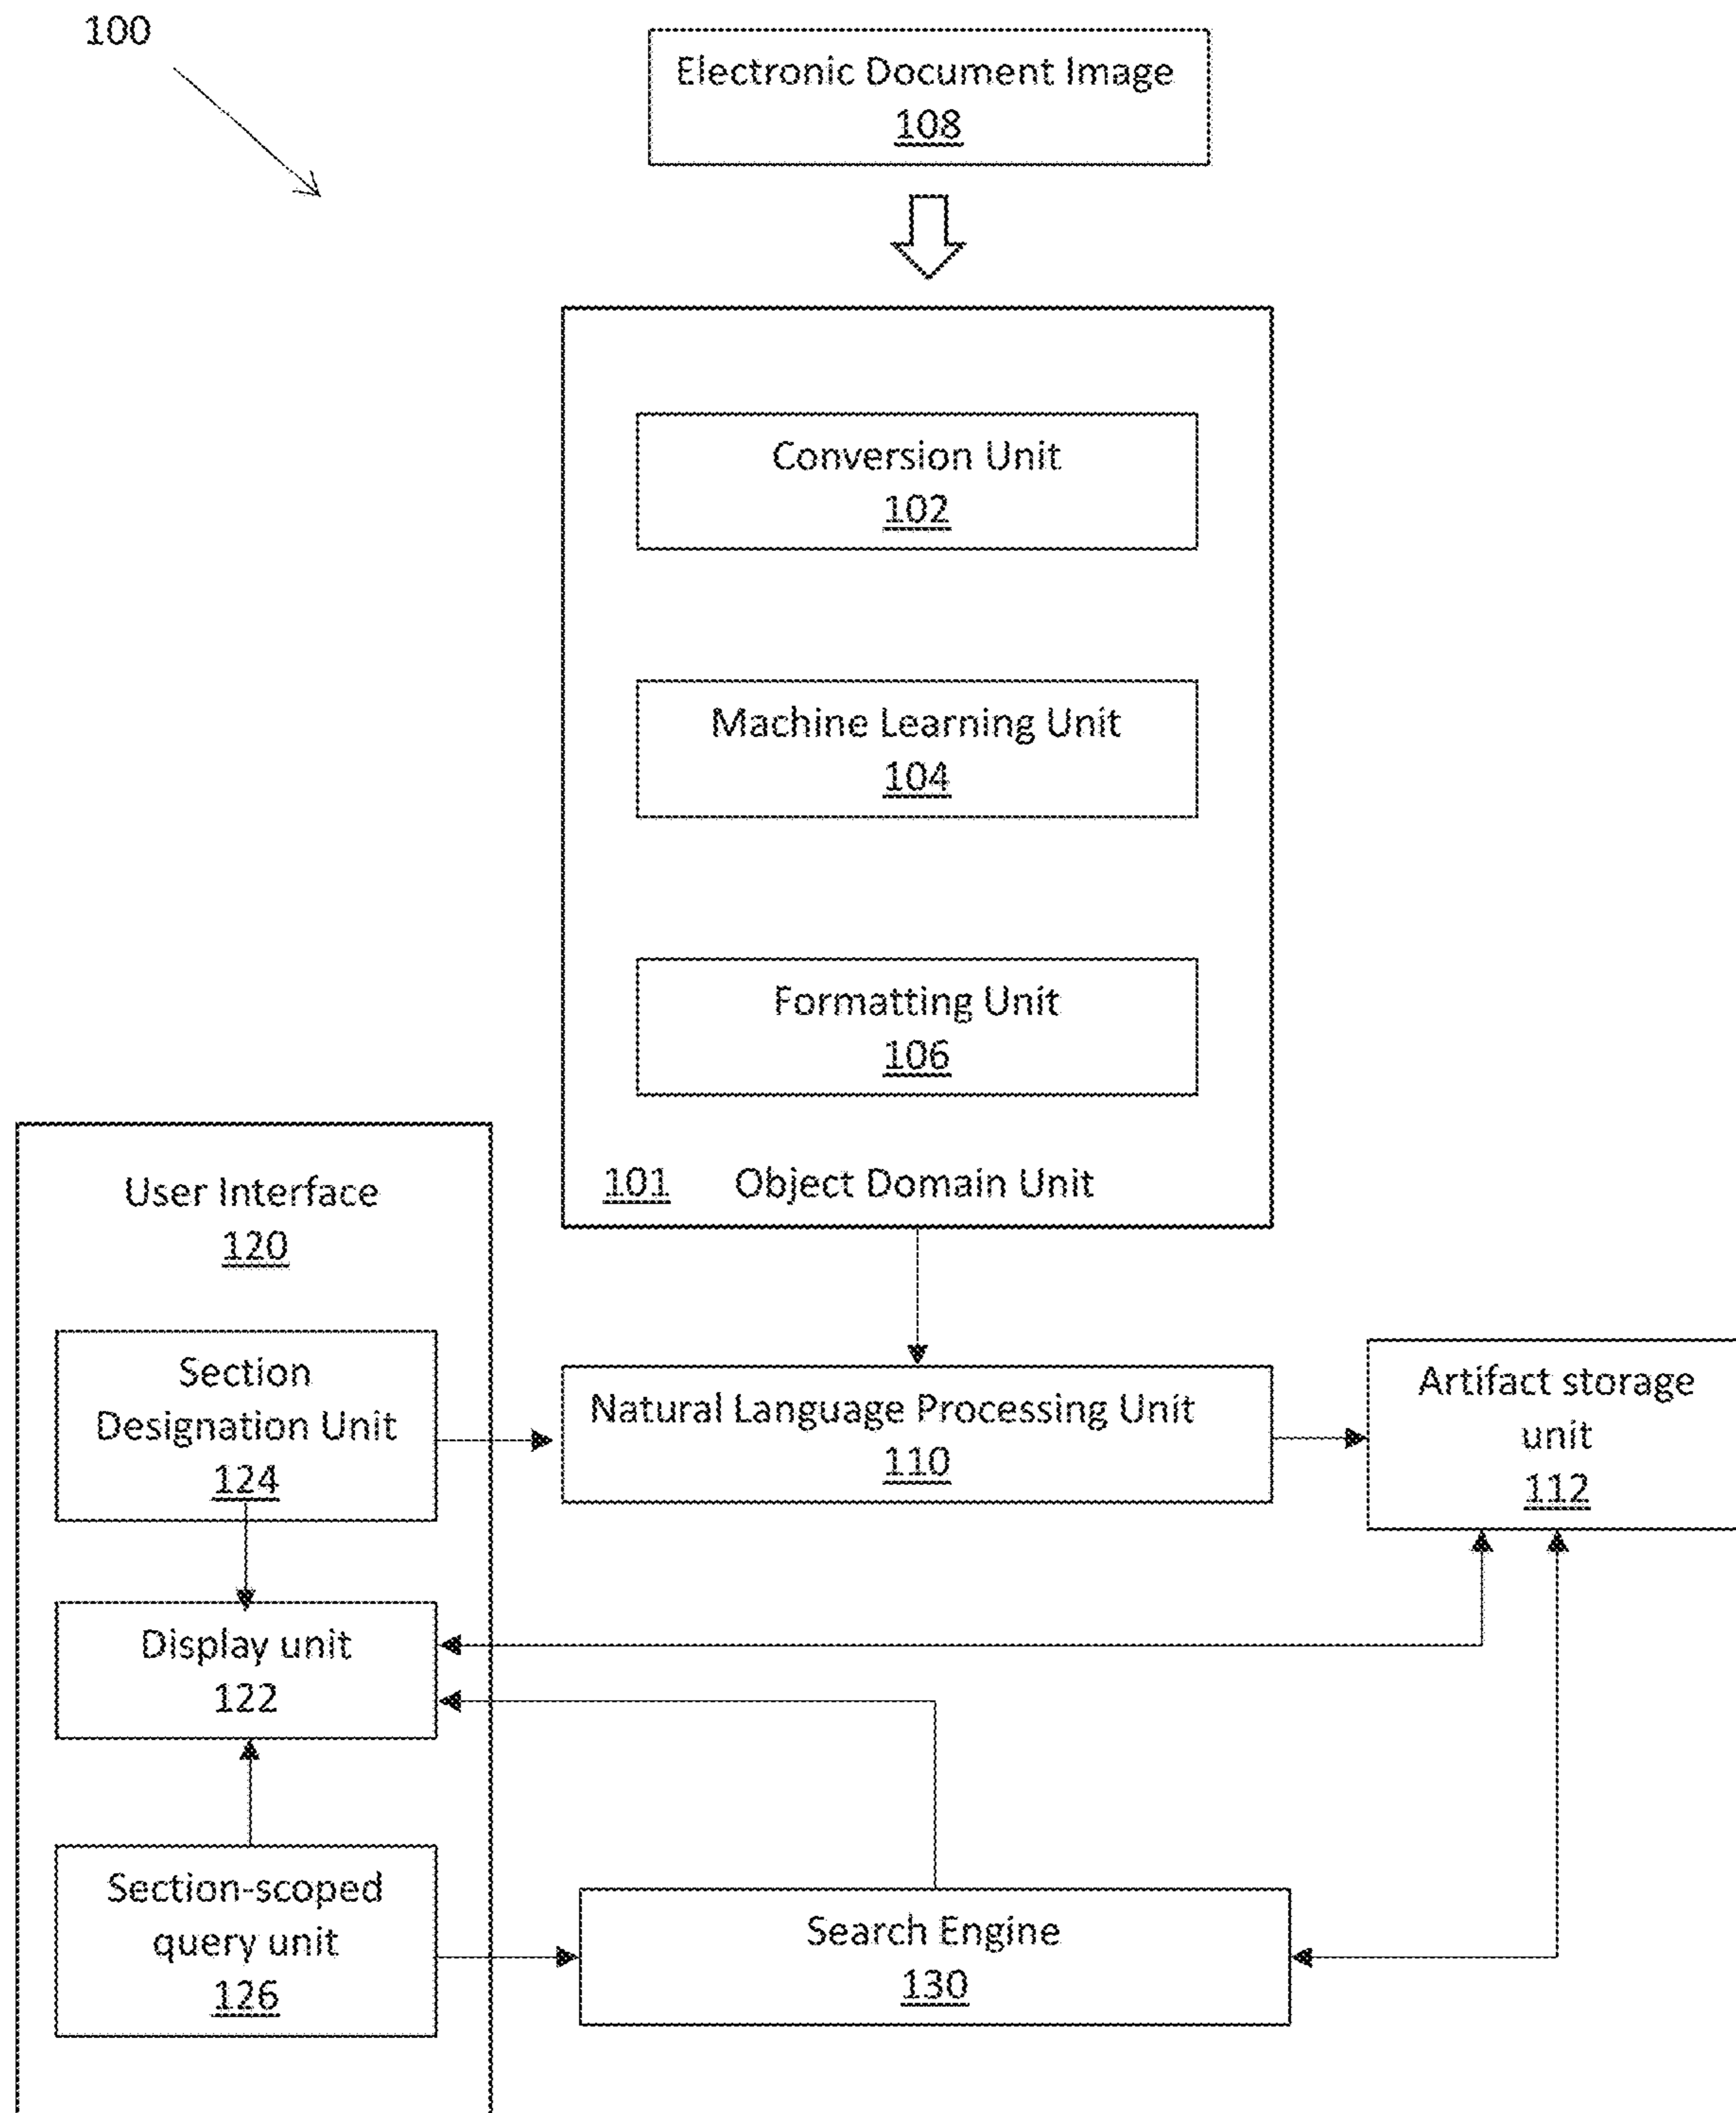 100
Electronic Document Image
108
Conversion Unit
102
Machine Learning Unit
104
Formatting Unit
106
101 Object Domain Unit
User Interface
120
Section
Designation Unit
124
Natural Language Processing Unit
110
Artifact storage
unit
112
Display unit
122
Section-scoped
query unit
126
Search Engine
130